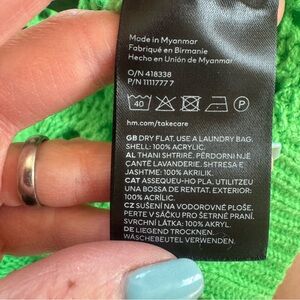 Made in Myanmar
Fabriqué en Birmanie
Hecho en Unión de Myanmar
O/N 418338
P/N 1111777 7
40
P
hm.com/takecare
GB DRY FLAT. USE A LAUNDRY BAG.
SHELL: 100% ACRYLIC.
AL THANI SHTRIRË. PËRDORNI NJË
ÇANTË LAVANDERIE. SHTRESA E
JASHTME: 100% AKRILIK.
CAT ASSEQUEU-HO PLA. UTILITZEU
UNA BOSSA DE RENTAT. EXTERIOR:
100% ACRÍLIC.
CZ SUŠENÍ NA VODOROVNÉ PLOŠE.
PERTE V SÁČKU PRO ŠETRNÉ PRANÍ.
SVRCHNÍ LÁTKA: 100% AKRYL.
DE LIEGEND TROCKNEN.
WÄSCHEBEUTEL VERWENDEN.